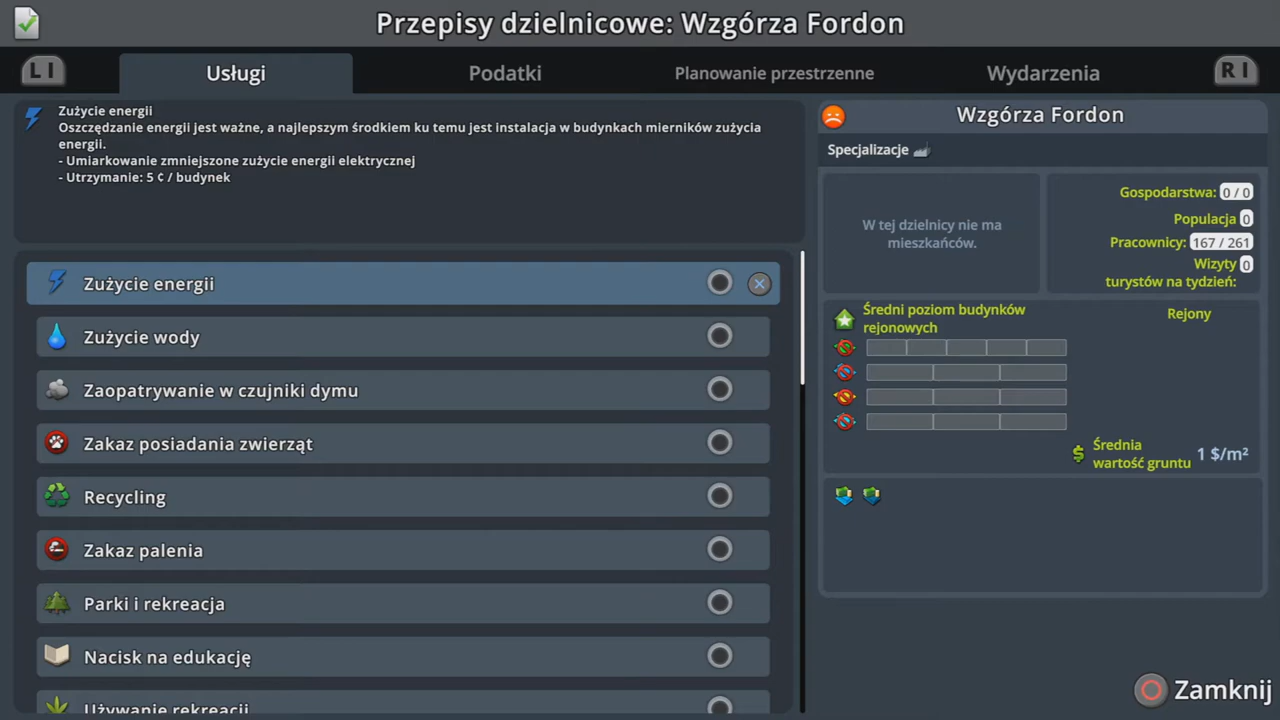 Przepisy dzielnicowe: Wzgórza Fordon
L1
Usługi
Podatki
Planowanie przestrzenne
Wydarzenia
R1
Zużycie energii
Oszczędzanie energii jest ważne, a najlepszym środkiem ku temu jest instalacja w budynkach mierników zużycia
energii.
- Umiarkowanie zmniejszone zużycie energii elektrycznej
- Utrzymanie: 5 ₵ / budynek
Zużycie energii
Zużycie wody
Zaopatrywanie w czujniki dymu
Zakaz posiadania zwierząt
Recycling
Zakaz palenia
Parki i rekreacja
Nacisk na edukację
Używanie rekreacji
Wzgórza Fordon
Specjalizacje
W tej dzielnicy nie ma
mieszkańców.
Gospodarstwa: 0 / 0
Populacja 0
Pracownicy: 167 / 261
Wizyty 0
turystów na tydzień:
Średni poziom budynków
rejonowych
Rejony
$ Średnia
wartość gruntu 1 $/m²
Zamknij